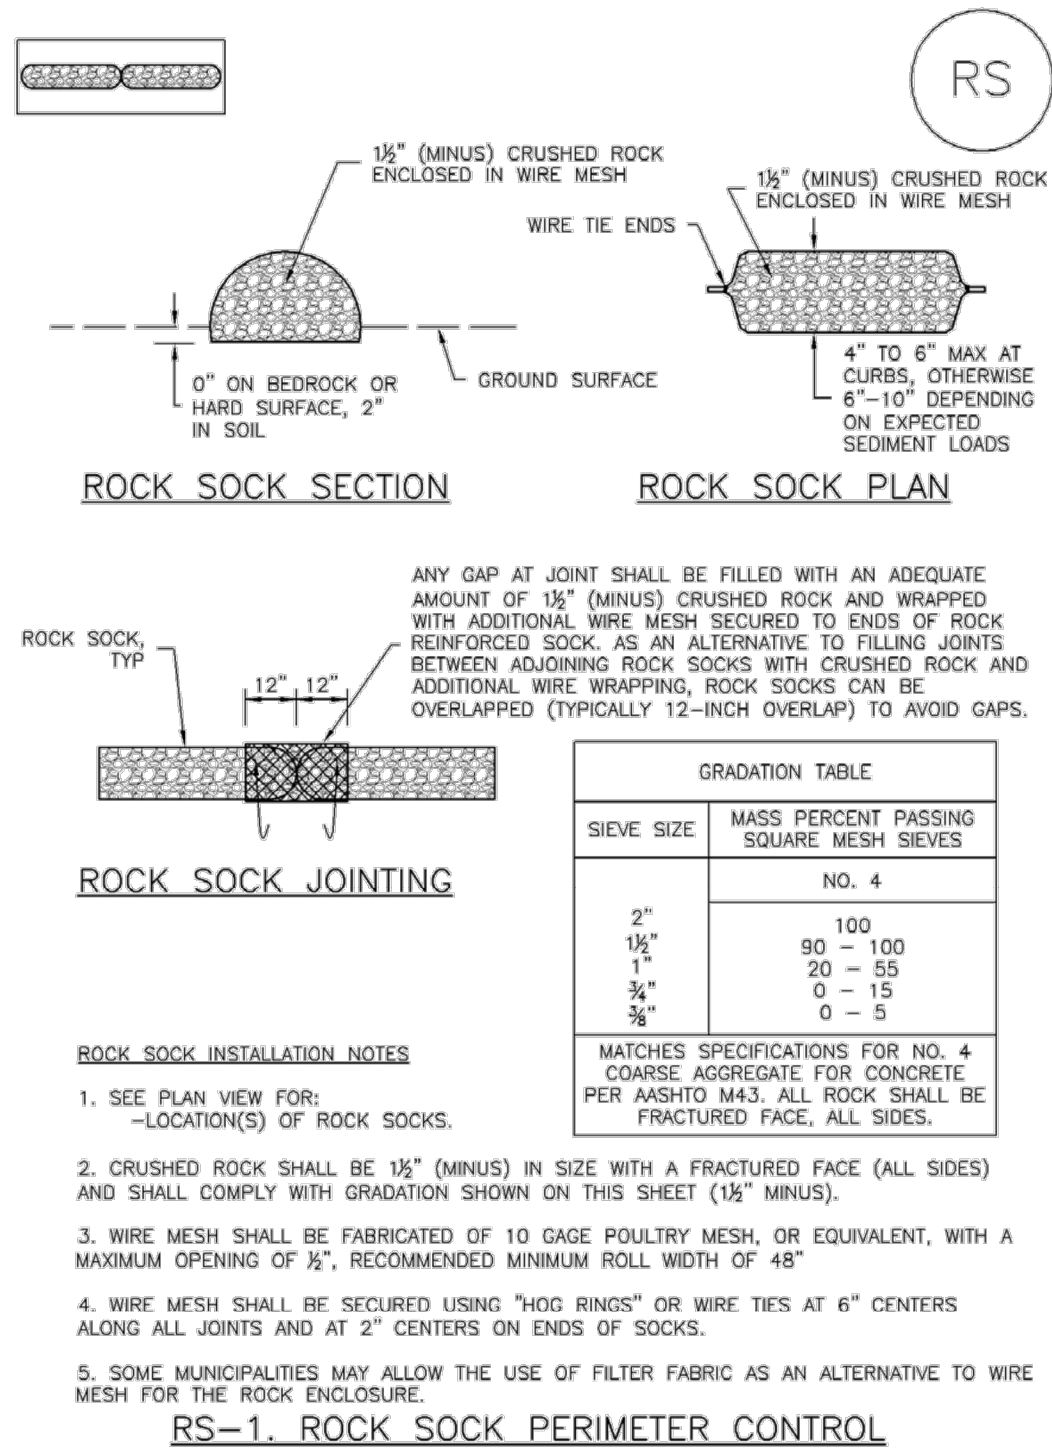 RS
1½" (MINUS) CRUSHED ROCK
ENCLOSED IN WIRE MESH
1½" (MINUS) CRUSHED ROCK
ENCLOSED IN WIRE MESH
WIRE TIE ENDS
0" ON BEDROCK OR
HARD SURFACE, 2"
IN SOIL
GROUND SURFACE
4" TO 6" MAX AT
CURBS, OTHERWISE
6"-10" DEPENDING
ON EXPECTED
SEDIMENT LOADS
ROCK SOCK SECTION
ROCK SOCK PLAN
ANY GAP AT JOINT SHALL BE FILLED WITH AN ADEQUATE
AMOUNT OF 1½" (MINUS) CRUSHED ROCK AND WRAPPED
WITH ADDITIONAL WIRE MESH SECURED TO ENDS OF ROCK
REINFORCED SOCK. AS AN ALTERNATIVE TO FILLING JOINTS
BETWEEN ADJOINING ROCK SOCKS WITH CRUSHED ROCK AND
ADDITIONAL WIRE WRAPPING, ROCK SOCKS CAN BE
OVERLAPPED (TYPICALLY 12-INCH OVERLAP) TO AVOID GAPS.
ROCK SOCK,
TYP
12" 12"
ROCK SOCK JOINTING
GRADATION TABLE
SIEVE SIZE
MASS PERCENT PASSING
SQUARE MESH SIEVES
NO. 4
2" 100
1½" 90 - 100
1" 20 - 55
¾" 0 - 15
⅜" 0 - 5
MATCHES SPECIFICATIONS FOR NO. 4
COARSE AGGREGATE FOR CONCRETE
PER AASHTO M43. ALL ROCK SHALL BE
FRACTURED FACE, ALL SIDES.
ROCK SOCK INSTALLATION NOTES
1. SEE PLAN VIEW FOR:
-LOCATION(S) OF ROCK SOCKS.
2. CRUSHED ROCK SHALL BE 1½" (MINUS) IN SIZE WITH A FRACTURED FACE (ALL SIDES)
AND SHALL COMPLY WITH GRADATION SHOWN ON THIS SHEET (1½" MINUS).
3. WIRE MESH SHALL BE FABRICATED OF 10 GAGE POULTRY MESH, OR EQUIVALENT, WITH A
MAXIMUM OPENING OF ½", RECOMMENDED MINIMUM ROLL WIDTH OF 48"
4. WIRE MESH SHALL BE SECURED USING "HOG RINGS" OR WIRE TIES AT 6" CENTERS
ALONG ALL JOINTS AND AT 2" CENTERS ON ENDS OF SOCKS.
5. SOME MUNICIPALITIES MAY ALLOW THE USE OF FILTER FABRIC AS AN ALTERNATIVE TO WIRE
MESH FOR THE ROCK ENCLOSURE.
RS-1. ROCK SOCK PERIMETER CONTROL